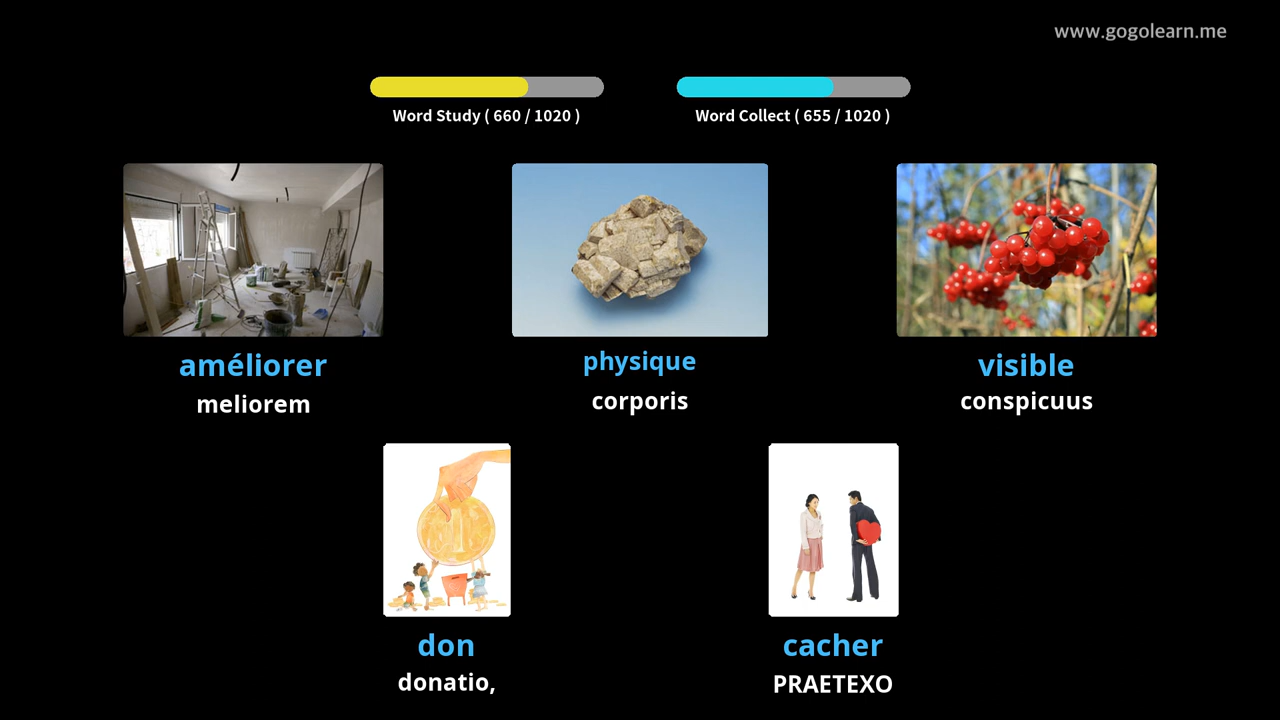 www.gogolearn.me
Word Study ( 660 / 1020 )
Word Collect ( 655 / 1020 )
améliorer
meliorem
physique
corporis
visible
conspicuus
don
donatio,
cacher
PRAETEXO